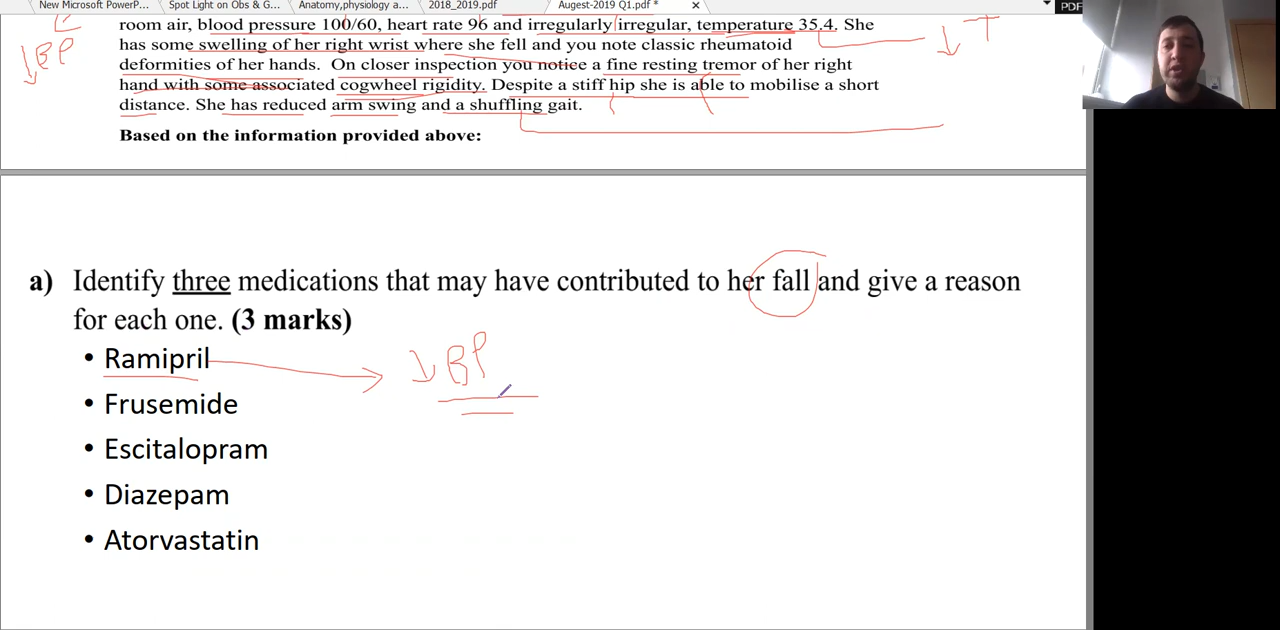 New Microsoft PowerP... Spot Light on Obs & G... Anatomy,physiology a... 2018_2019.pdf Augest-2019 Q1.pdf * × PDF
room air, blood pressure 100/60, heart rate 96 and irregularly irregular, temperature 35.4. She
has some swelling of her right wrist where she fell and you note classic rheumatoid
deformities of her hands. On closer inspection you notice a fine resting tremor of her right
hand with some associated cogwheel rigidity. Despite a stiff hip she is able to mobilise a short
distance. She has reduced arm swing and a shuffling gait.
↓ BP
↓ T
Based on the information provided above:
a) Identify three medications that may have contributed to her fall and give a reason
for each one. (3 marks)
• Ramipril → ↓ BP
• Frusemide
• Escitalopram
• Diazepam
• Atorvastatin